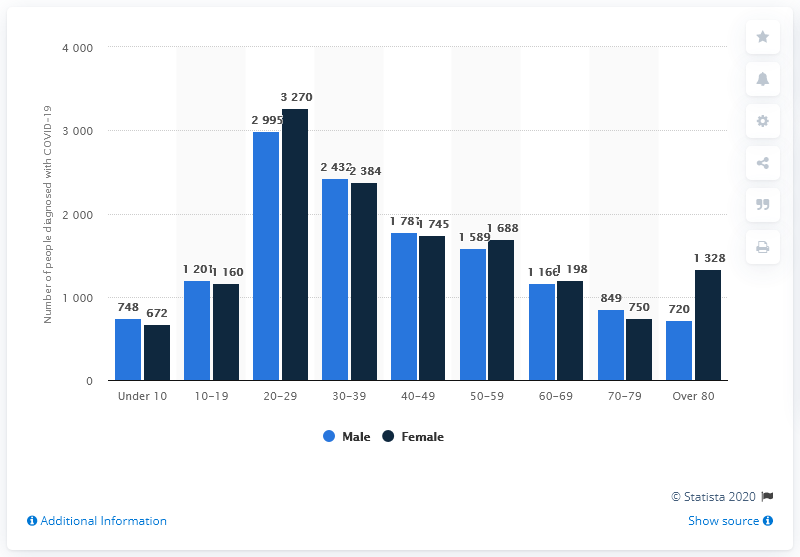 4 000
3 000
2 000
1 000
0
Number of people diagnosed with COVID-19
748 672
1 201 1 160
2 995 3 270
2 432 2 384
1 781 1 745
1 589 1 688
1 166 1 198
849 750
720 1 328
Under 10 10-19 20-29 30-39 40-49 50-59 60-69 70-79 Over 80
Male Female
© Statista 2020
Additional Information Show source